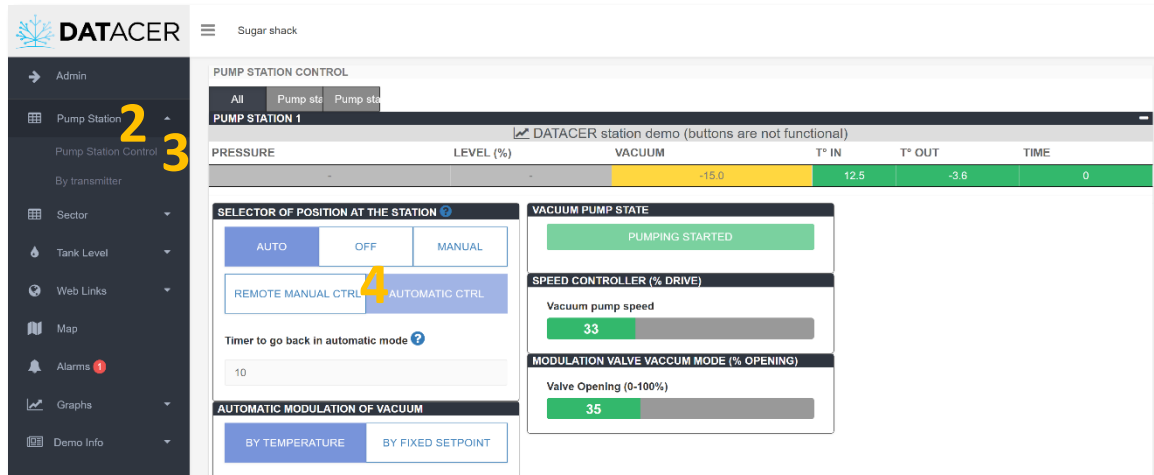 DATACER
Sugar shack
Admin
Pump Station
2
3
Pump Station Control
By transmitter
Sector
Tank Level
Web Links
Map
Alarms 1
Graphs
Demo Info
PUMP STATION CONTROL
All Pump sta Pump sta
PUMP STATION 1
DATACER station demo (buttons are not functional)
PRESSURE LEVEL (%) VACUUM T° IN T° OUT TIME
- - -15.0 12.5 -3.6 0
SELECTOR OF POSITION AT THE STATION ?
AUTO OFF MANUAL
4
REMOTE MANUAL CTRL AUTOMATIC CTRL
Timer to go back in automatic mode ?
10
AUTOMATIC MODULATION OF VACUUM
BY TEMPERATURE BY FIXED SETPOINT
VACUUM PUMP STATE
PUMPING STARTED
SPEED CONTROLLER (% DRIVE)
Vacuum pump speed
33
MODULATION VALVE VACCUM MODE (% OPENING)
Valve Opening (0-100%)
35